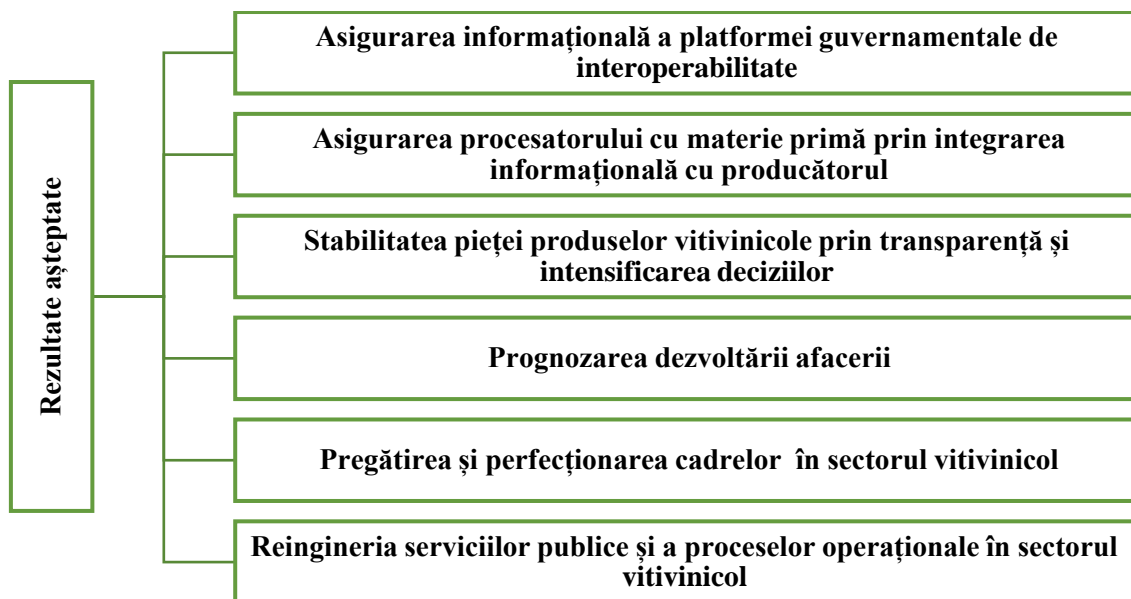 Rezultate așteptate
Asigurarea informațională a platformei guvernamentale de
interoperabilitate
Asigurarea procesatorului cu materie primă prin integrarea
informațională cu producătorul
Stabilitatea pieței produselor vitivinicole prin transparență și
intensificarea deciziilor
Prognozarea dezvoltării afacerii
Pregătirea și perfecționarea cadrelor în sectorul vitivinicol
Reingineria serviciilor publice și a proceselor operaționale în sectorul
vitivinicol